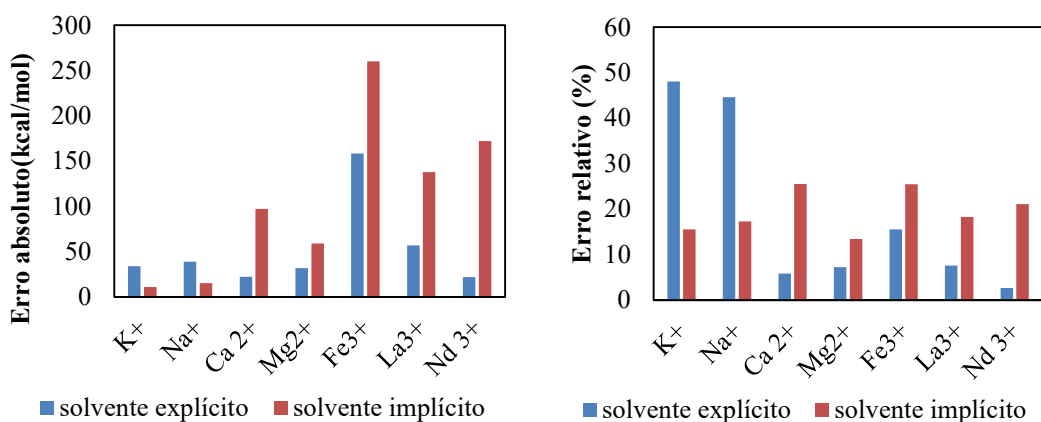 Erro absoluto(kcal/mol)
300
250
200
150
100
50
0
K+
Na+
Ca 2+
Mg2+
Fe3+
La3+
Nd 3+
solvente explícito
solvente implícito
Erro relativo (%)
60
50
40
30
20
10
0
K+
Na+
Ca 2+
Mg2+
Fe3+
La3+
Nd 3+
solvente explícito
solvente implícito